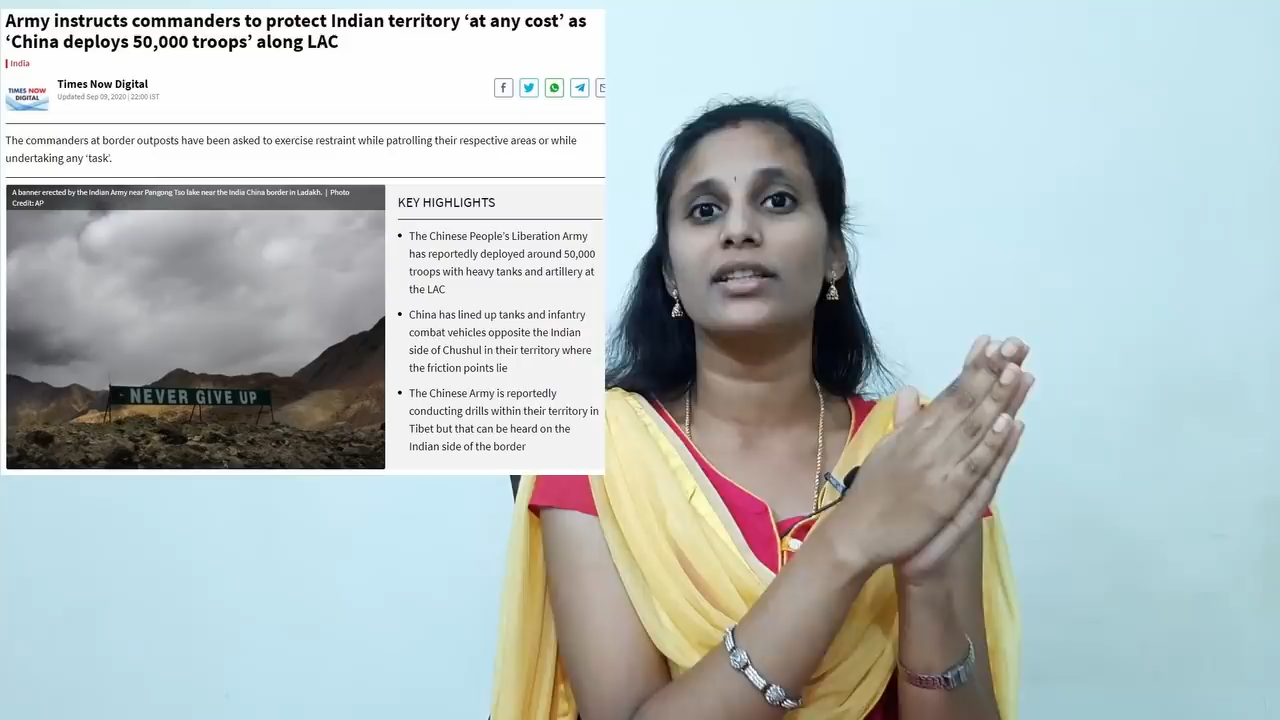 Army instructs commanders to protect Indian territory ‘at any cost’ as
‘China deploys 50,000 troops’ along LAC
India
TIMES NOW
DIGITAL
Times Now Digital
Updated Sep 09, 2020 | 22:00 IST
The commanders at border outposts have been asked to exercise restraint while patrolling their respective areas or while
undertaking any ‘task’.
A banner erected by the Indian Army near Pangong Tso lake near the India China border in Ladakh. | Photo
Credit: AP
NEVER GIVE UP
KEY HIGHLIGHTS
The Chinese People’s Liberation Army
has reportedly deployed around 50,000
troops with heavy tanks and artillery at
the LAC
China has lined up tanks and infantry
combat vehicles opposite the Indian
side of Chushul in their territory where
the friction points lie
The Chinese Army is reportedly
conducting drills within their territory in
Tibet but that can be heard on the
Indian side of the border